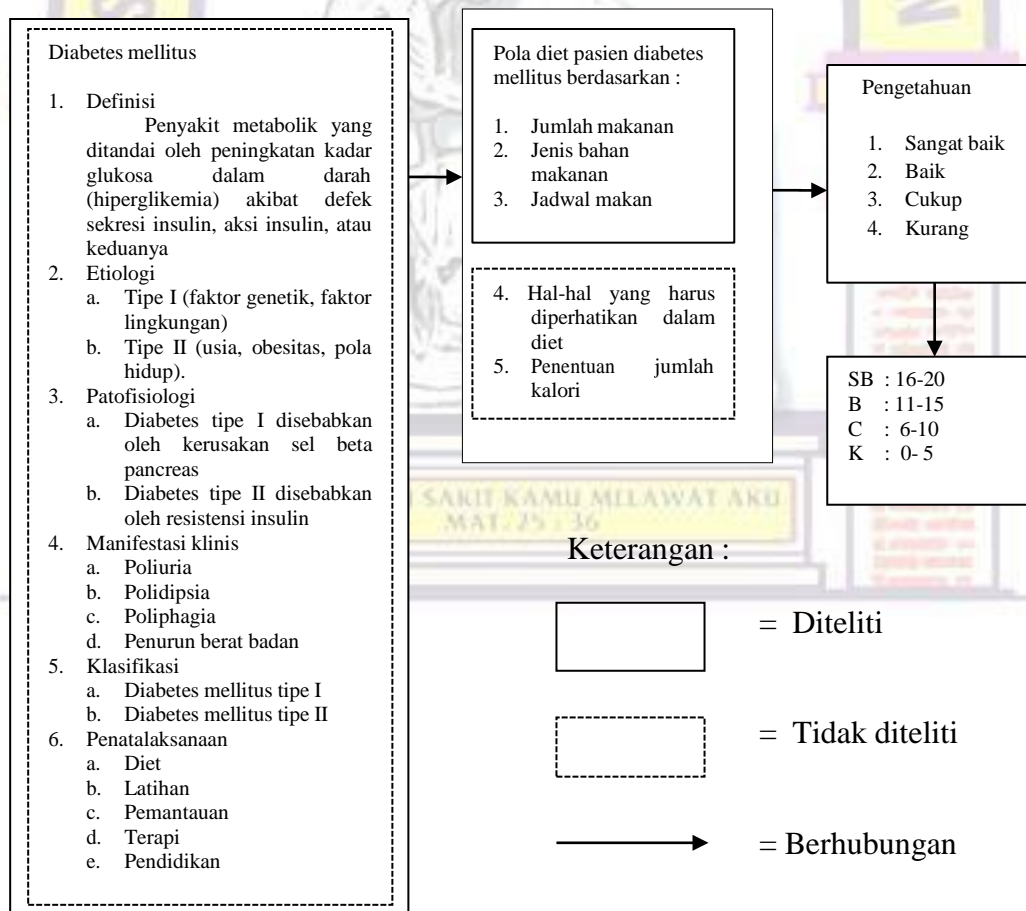 Diabetes mellitus
1. Definisi
Penyakit metabolik yang
ditandai oleh peningkatan kadar
glukosa dalam darah
(hiperglikemia) akibat defek
sekresi insulin, aksi insulin, atau
keduanya
2. Etiologi
a. Tipe I (faktor genetik, faktor
lingkungan)
b. Tipe II (usia, obesitas, pola
hidup).
3. Patofisiologi
a. Diabetes tipe I disebabkan
oleh kerusakan sel beta
pancreas
b. Diabetes tipe II disebabkan
oleh resistensi insulin
4. Manifestasi klinis
a. Poliuria
b. Polidipsia
c. Poliphagia
d. Penurun berat badan
5. Klasifikasi
a. Diabetes mellitus tipe I
b. Diabetes mellitus tipe II
6. Penatalaksanaan
a. Diet
b. Latihan
c. Pemantauan
d. Terapi
e. Pendidikan
Pola diet pasien diabetes
mellitus berdasarkan :
1. Jumlah makanan
2. Jenis bahan
makanan
3. Jadwal makan
4. Hal-hal yang harus
diperhatikan dalam
diet
5. Penentuan jumlah
kalori
Pengetahuan
1. Sangat baik
2. Baik
3. Cukup
4. Kurang
SB : 16-20
B : 11-15
C : 6-10
K : 0- 5
SAKIT KAMU MELAWAT AKU
MAT. 25 : 36
Keterangan :
= Diteliti
= Tidak diteliti
= Berhubungan